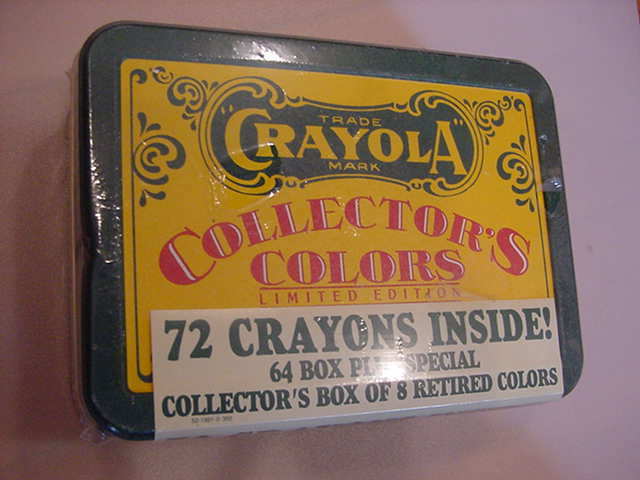 TRADE
"CRAYOLA"
MARK
COLLECTOR'S
COLORS
LIMITED EDITION
72 CRAYONS INSIDE!
64 BOX PLUS SPECIAL
COLLECTOR'S BOX OF 8 RETIRED COLORS